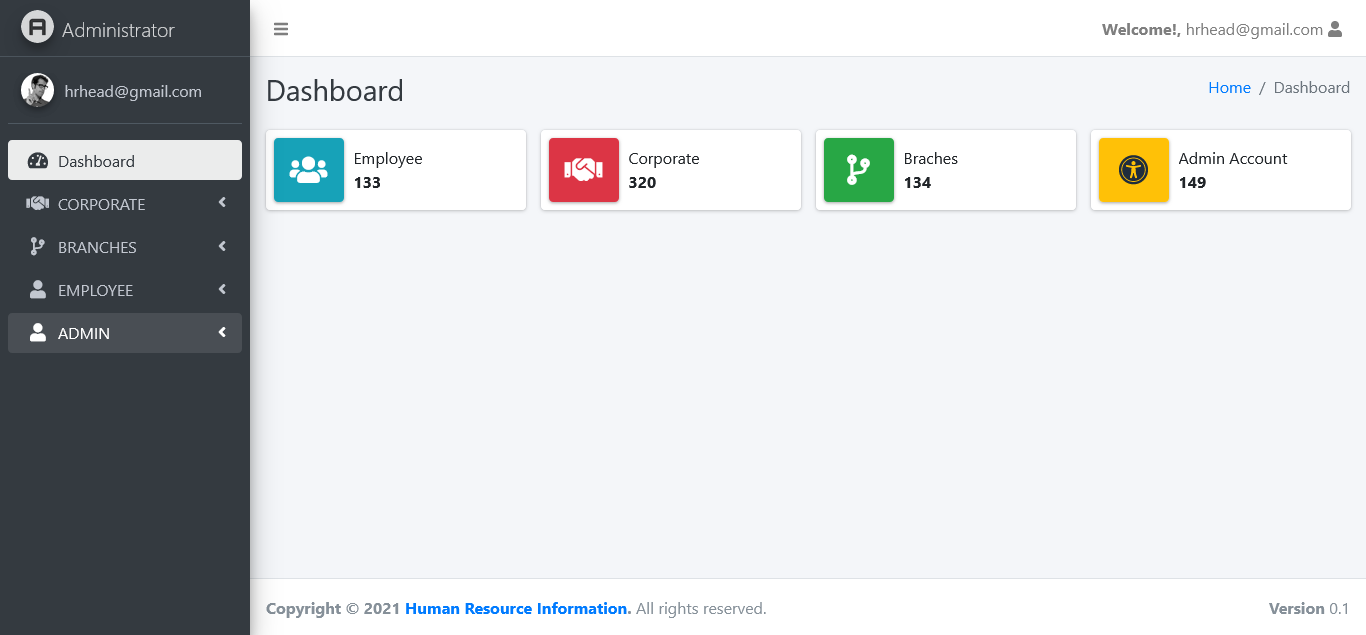 Administrator
Welcome!, hrhead@gmail.com
hrhead@gmail.com
Dashboard
CORPORATE
BRANCHES
EMPLOYEE
ADMIN
Dashboard
Home / Dashboard
Employee
133
Corporate
320
Braches
134
Admin Account
149
Copyright © 2021 Human Resource Information. All rights reserved.
Version 0.1